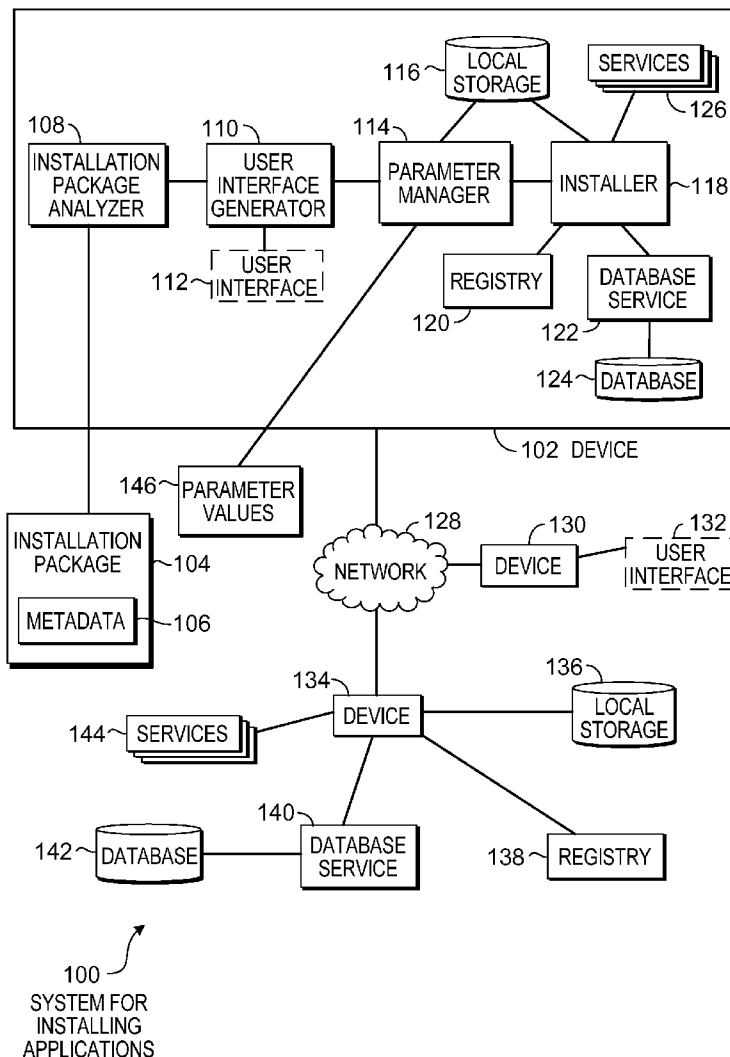 116
LOCAL
STORAGE
SERVICES
126
108
INSTALLATION
PACKAGE
ANALYZER
110
USER
INTERFACE
GENERATOR
114
PARAMETER
MANAGER
INSTALLER
118
112
USER
INTERFACE
REGISTRY
120
DATABASE
SERVICE
122
124
DATABASE
102 DEVICE
146
PARAMETER
VALUES
INSTALLATION
PACKAGE
104
METADATA
106
128
NETWORK
130
DEVICE
132
USER
INTERFACE
134
DEVICE
136
LOCAL
STORAGE
144
SERVICES
140
DATABASE
SERVICE
142
DATABASE
138
REGISTRY
100
SYSTEM FOR
INSTALLING
APPLICATIONS